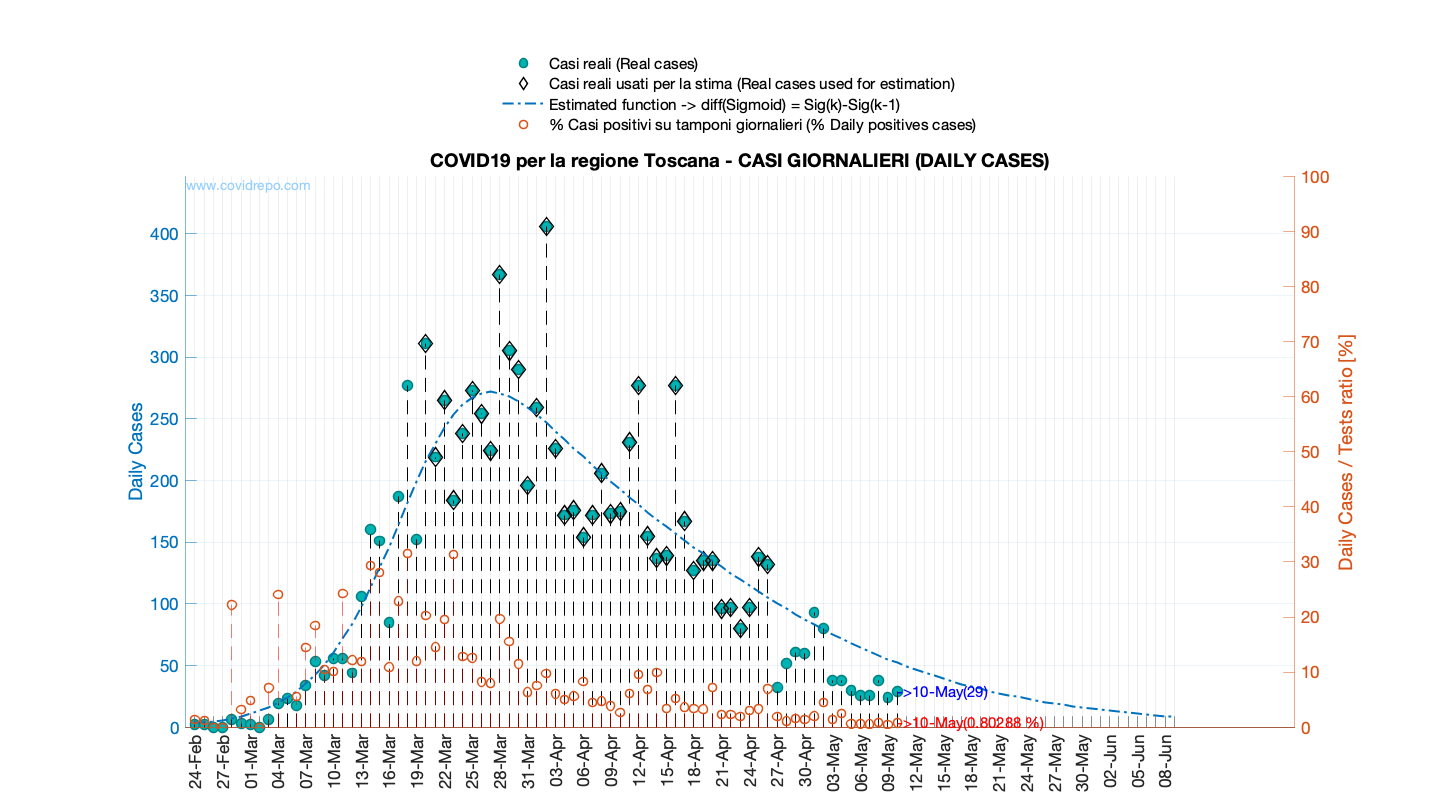 Casi reali (Real cases)
Casi reali usati per la stima (Real cases used for estimation)
Estimated function -> diff(Sigmoid) = Sig(k)-Sig(k-1)
% Casi positivi su tamponi giornalieri (% Daily positives cases)
COVID19 per la regione Toscana - CASI GIORNALIERI (DAILY CASES)
www.covidrepo.com
Daily Cases
400
350
300
250
200
150
100
50
0
100
90
80
70
60
50
40
30
20
10
0
Daily Cases / Tests ratio [%]
->10-May(29)
->10-May(0.80288 %)
24-Feb
27-Feb
01-Mar
04-Mar
07-Mar
10-Mar
13-Mar
16-Mar
19-Mar
22-Mar
25-Mar
28-Mar
31-Mar
03-Apr
06-Apr
09-Apr
12-Apr
15-Apr
18-Apr
21-Apr
24-Apr
27-Apr
30-Apr
03-May
06-May
09-May
12-May
15-May
18-May
21-May
24-May
27-May
30-May
02-Jun
05-Jun
08-Jun